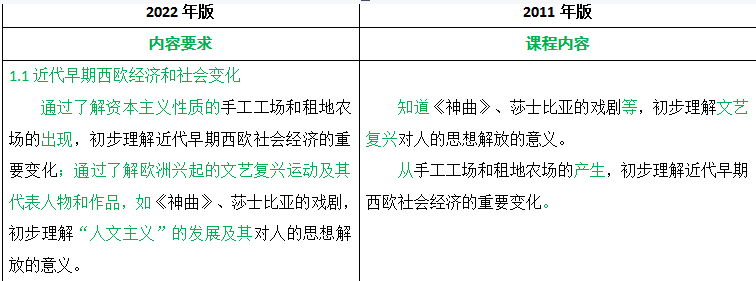 2022 年版
2011 年版
内容要求
课程内容
1.1 近代早期西欧经济和社会变化
通过了解资本主义性质的手工工场和租地农
场的出现，初步理解近代早期西欧社会经济的重
要变化；通过了解欧洲兴起的文艺复兴运动及其
代表人物和作品，如《神曲》、莎士比亚的戏剧，
初步理解“人文主义”的发展及其对人的思想解
放的意义。
知道《神曲》、莎士比亚的戏剧等，初步理解文艺
复兴对人的思想解放的意义。
从手工工场和租地农场的产生，初步理解近代早期
西欧社会经济的重要变化。